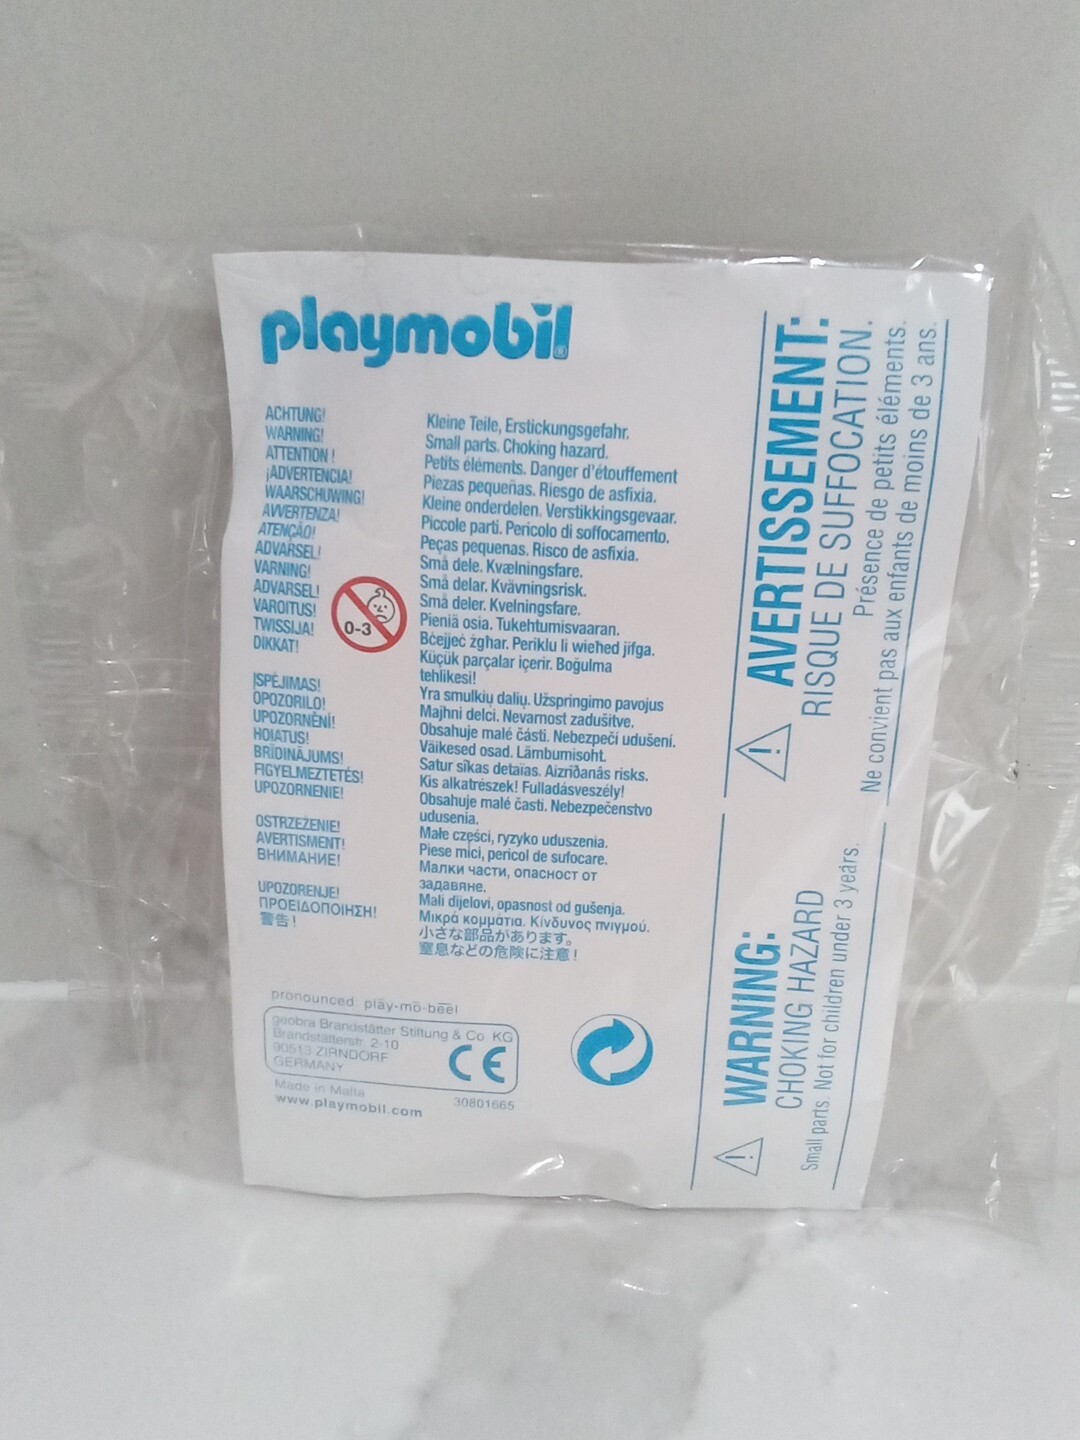 playmobil®
ACHTUNG! Kleine Teile, Erstickungsgefahr.
WARNING! Small parts. Choking hazard.
ATTENTION ! Petits éléments. Danger d'étouffement
¡ADVERTENCIA! Piezas pequeñas. Riesgo de asfixia.
WAARSCHUWING! Kleine onderdelen. Verstikkingsgevaar.
AVVERTENZA! Piccole parti. Pericolo di soffocamento.
ATENÇÃO! Peças pequenas. Risco de asfixia.
ADVARSEL! Små dele. Kvælningsfare.
VARNING! Små delar. Kvävningsrisk.
ADVARSEL! Små deler. Kvelningsfare.
VAROITUS! Pieniä osia. Tukehtumisvaaran.
TWISSIJA! Bċejjeċ żgħar. Periklu li wieħed jifga.
DIKKAT! Küçük parçalar içerir. Boğulma
tehlikesi!
ĮSPĖJIMAS! Yra smulkių dalių. Užspringimo pavojus
OPOZORILO! Majhni delci. Nevarnost zadušitve.
UPOZORNĚNÍ! Obsahuje malé části. Nebezpečí udušení.
HOIATUS! Väikesed osad. Lämbumisoht.
BRĪDINĀJUMS! Satur sīkas detaļas. Aizrīšanās risks.
FIGYELMEZTETÉS! Kis alkatrészek! Fulladásveszély!
UPOZORNENIE! Obsahuje malé časti. Nebezpečenstvo
udusenia.
OSTRZEŻENIE! Małe części, ryzyko uduszenia.
AVERTISMENT! Piese mici, pericol de sufocare.
ВНИМАНИЕ! Малки части, опасност от
задавяне.
UPOZORENJE! Mali dijelovi, opasnost od gušenja.
ΠΡΟΕΙΔΟΠΟΙΗΣΗ! Μικρά κομμάτια. Κίνδυνος πνιγμού.
警告! 小さな部品があります。
窒息などの危険に注意!
0-3
pronounced: plāy-mō-bēēl
geobra Brandstätter Stiftung & Co. KG
Brandstätterstr. 2-10
90513 ZIRNDORF
GERMANY
CE
Made in Malta
www.playmobil.com
30801665
AVERTISSEMENT:
RISQUE DE SUFFOCATION.
Présence de petits éléments.
Ne convient pas aux enfants de moins de 3 ans.
WARNING:
CHOKING HAZARD
Small parts. Not for children under 3 years.